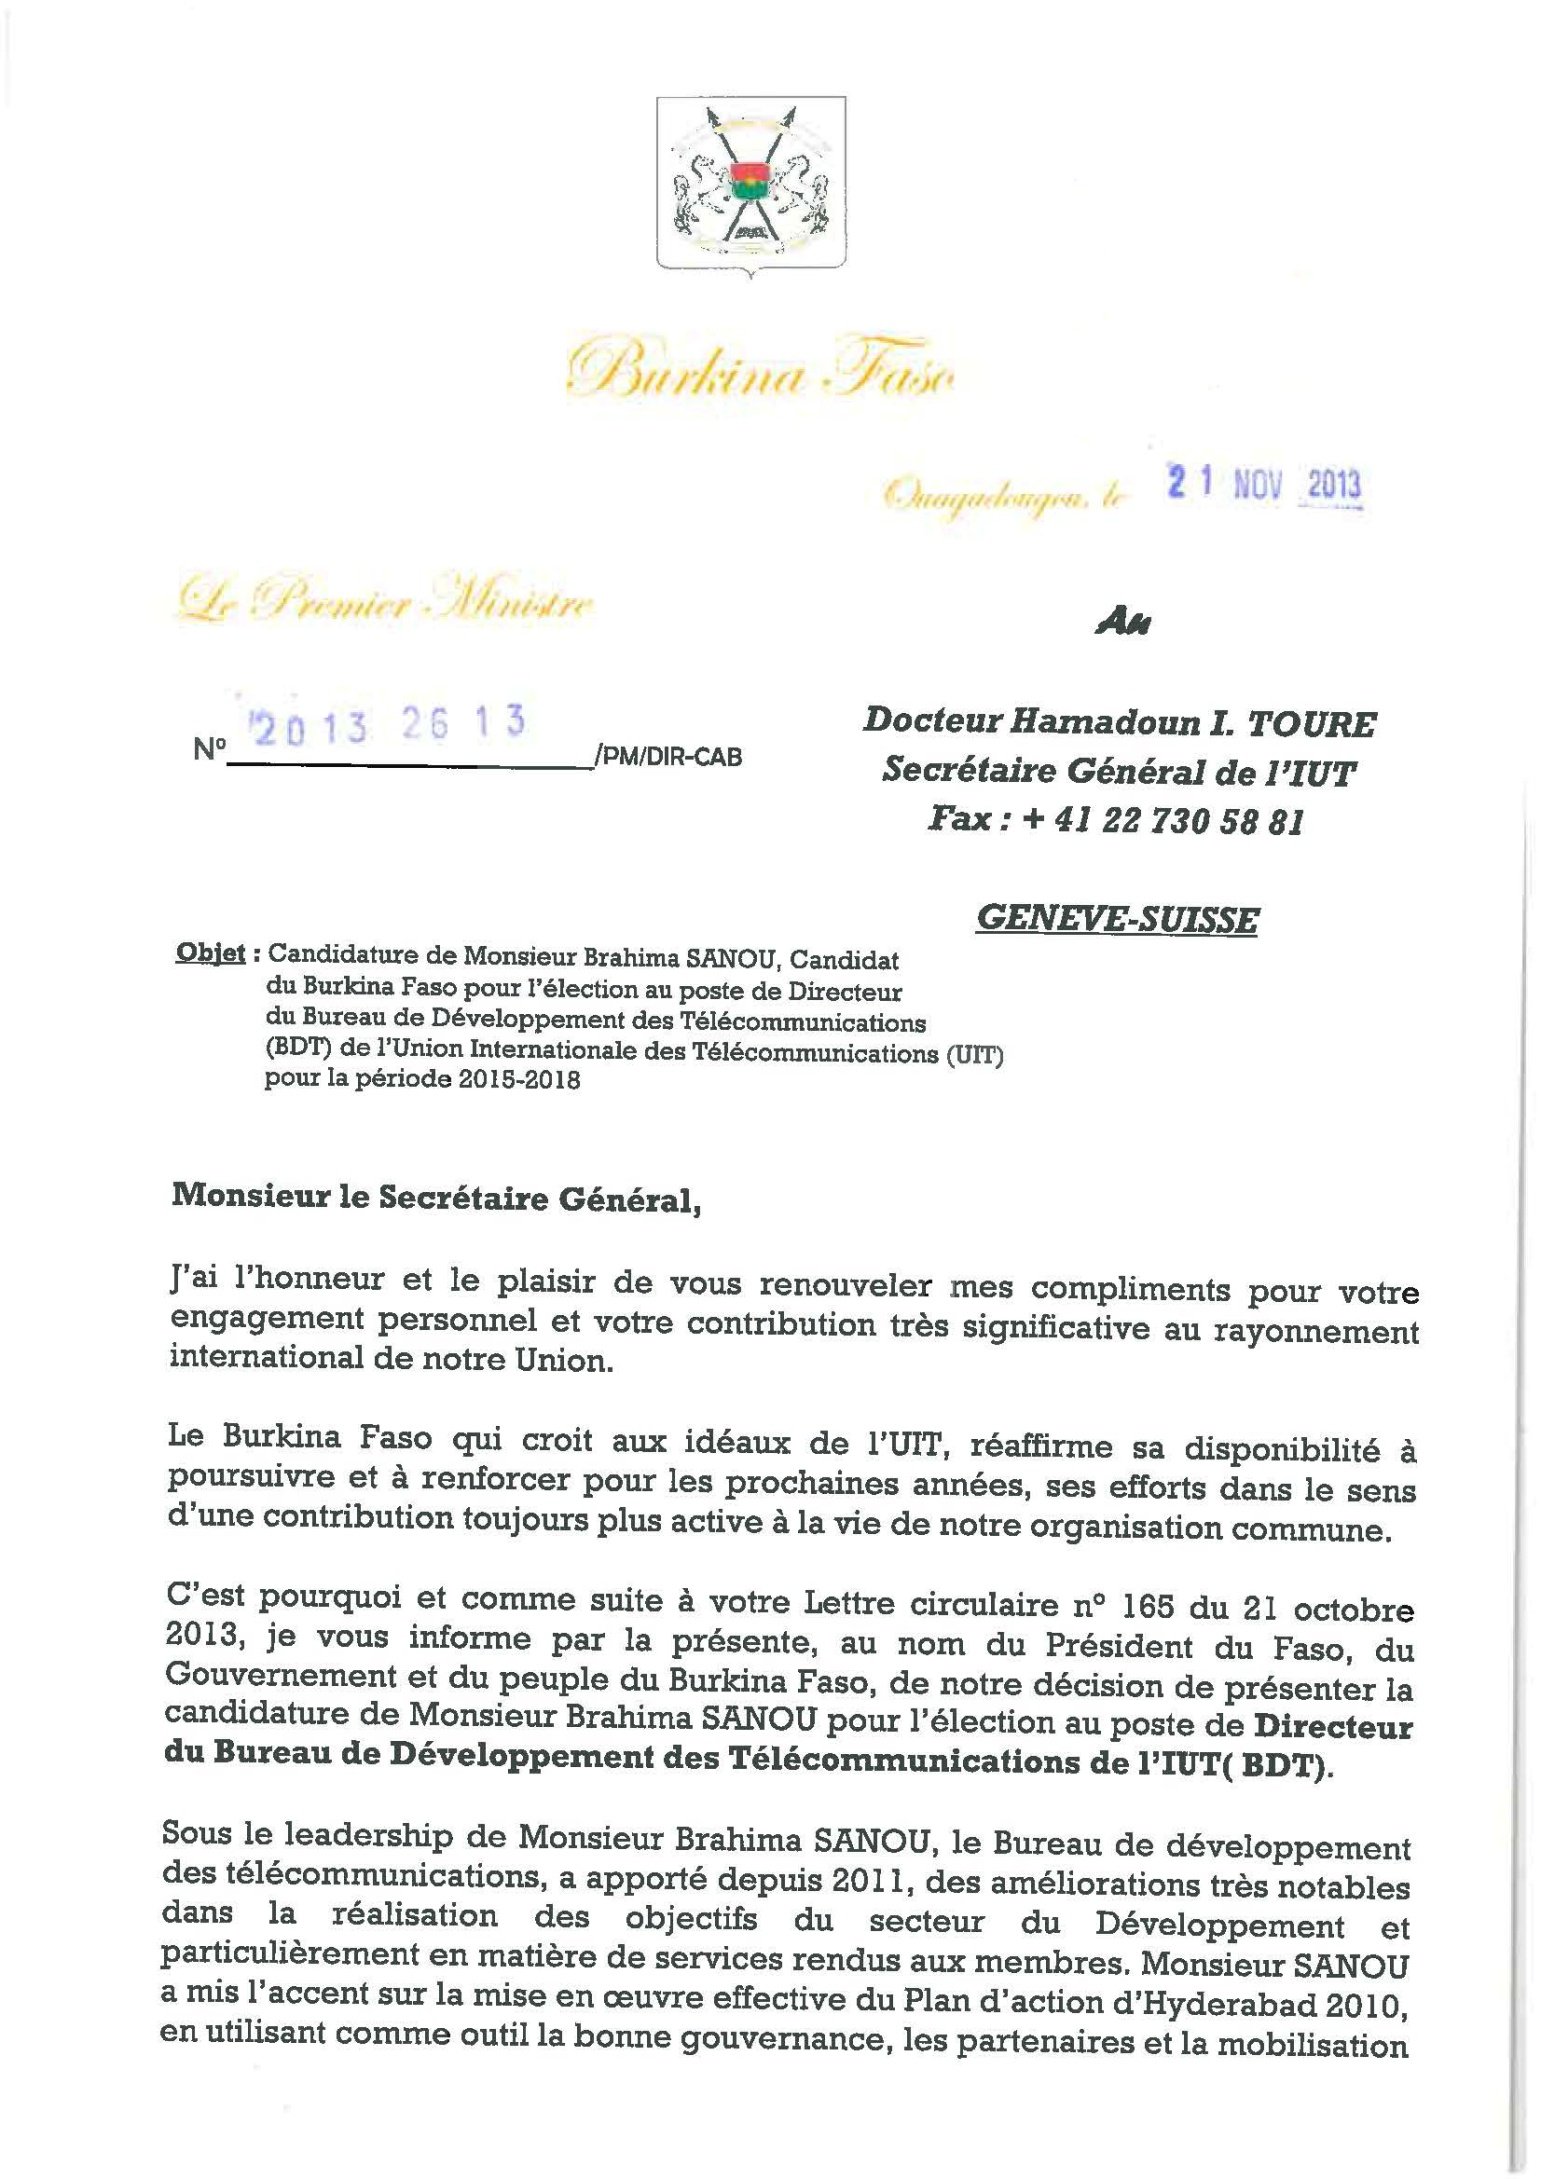 Burkina Faso
Ouagadougou, le 21 NOV 2013
Le Premier Ministre
Au
N° 2013 2613 /PM/DIR-CAB
Docteur Hamadoun I. TOURE
Secrétaire Général de l'IUT
Fax : + 41 22 730 58 81
GENEVE-SUISSE
Objet : Candidature de Monsieur Brahima SANOU, Candidat
du Burkina Faso pour l'élection au poste de Directeur
du Bureau de Développement des Télécommunications
(BDT) de l'Union Internationale des Télécommunications (UIT)
pour la période 2015-2018
Monsieur le Secrétaire Général,
J'ai l'honneur et le plaisir de vous renouveler mes compliments pour votre
engagement personnel et votre contribution très significative au rayonnement
international de notre Union.
Le Burkina Faso qui croit aux idéaux de l'UIT, réaffirme sa disponibilité à
poursuivre et à renforcer pour les prochaines années, ses efforts dans le sens
d'une contribution toujours plus active à la vie de notre organisation commune.
C'est pourquoi et comme suite à votre Lettre circulaire n° 165 du 21 octobre
2013, je vous informe par la présente, au nom du Président du Faso, du
Gouvernement et du peuple du Burkina Faso, de notre décision de présenter la
candidature de Monsieur Brahima SANOU pour l'élection au poste de Directeur
du Bureau de Développement des Télécommunications de l'IUT( BDT).
Sous le leadership de Monsieur Brahima SANOU, le Bureau de développement
des télécommunications, a apporté depuis 2011, des améliorations très notables
dans la réalisation des objectifs du secteur du Développement et
particulièrement en matière de services rendus aux membres. Monsieur SANOU
a mis l'accent sur la mise en œuvre effective du Plan d'action d'Hyderabad 2010,
en utilisant comme outil la bonne gouvernance, les partenaires et la mobilisation